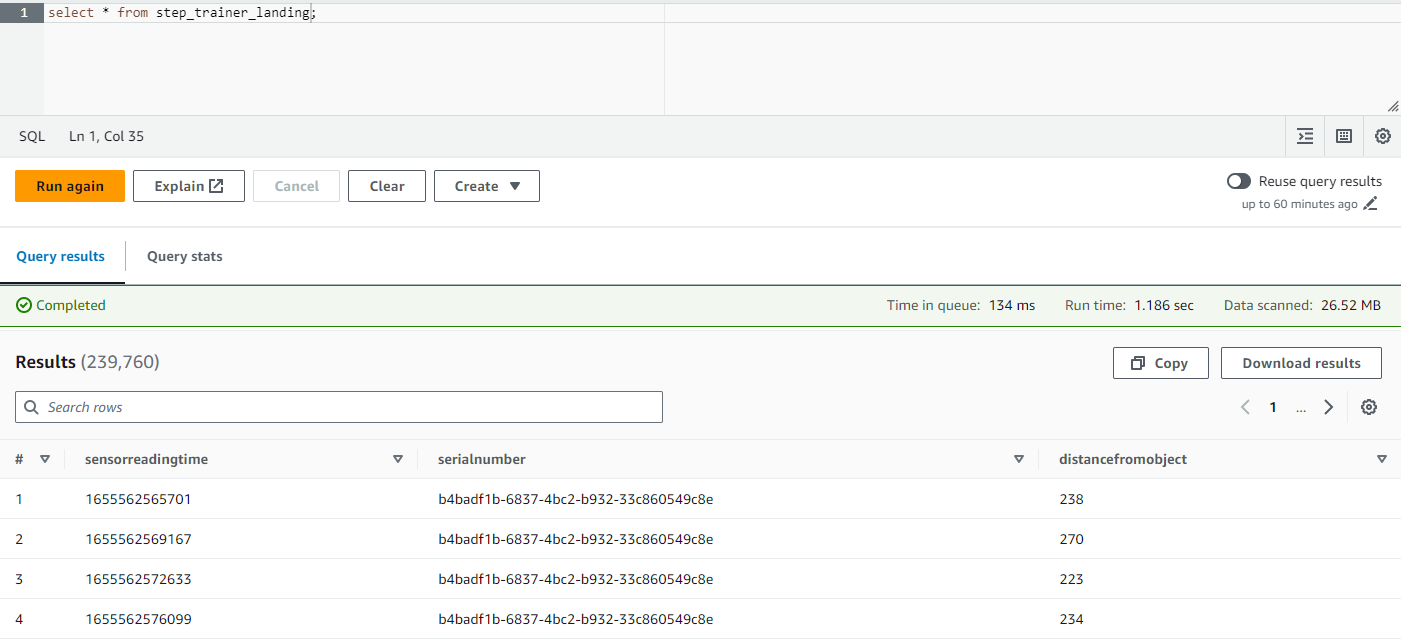 1 select * from step_trainer_landing;
SQL Ln 1, Col 35
Run again Explain Cancel Clear Create Reuse query results
up to 60 minutes ago
Query results Query stats
Completed Time in queue: 134 ms Run time: 1.186 sec Data scanned: 26.52 MB
Results (239,760) Copy Download results
Search rows 1 ...
# sensorreadingtime serialnumber distancefromobject
1 1655562565701 b4badf1b-6837-4bc2-b932-33c860549c8e 238
2 1655562569167 b4badf1b-6837-4bc2-b932-33c860549c8e 270
3 1655562572633 b4badf1b-6837-4bc2-b932-33c860549c8e 223
4 1655562576099 b4badf1b-6837-4bc2-b932-33c860549c8e 234